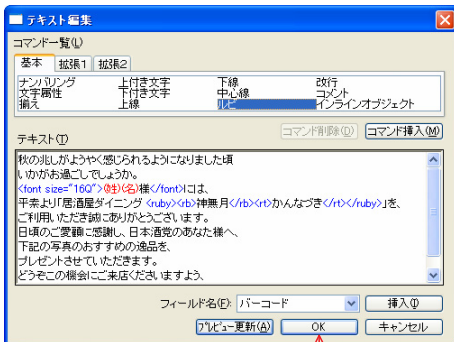 テキスト編集
コマンド一覧(L)
基本 拡張1 拡張2
ナンバリング 上付き文字 下線 改行
文字属性 下付き文字 中心線 コメント
揃え 上線 ルビ インラインオブジェクト
コマンド削除(D) コマンド挿入(M)
テキスト(T)
秋の兆しがようやく感じられるようになりました頃
いかがお過ごしでしょうか。
<font size="16Q">(姓)(名)様</font>には、
平素より「居酒屋ダイニング <ruby><rb>神無月</rb><rt>かんなづき</rt></ruby>」を、
ご利用いただき誠にありがとうございます。
日頃のご愛顧に感謝し、日本酒党のあなた様へ、
下記の写真のおすすめの逸品を、
プレゼントさせていただきます。
どうぞこの機会にご来店くださいますよう、
フィールド名(F): バーコード 挿入(I)
プレビュー更新(A) OK キャンセル